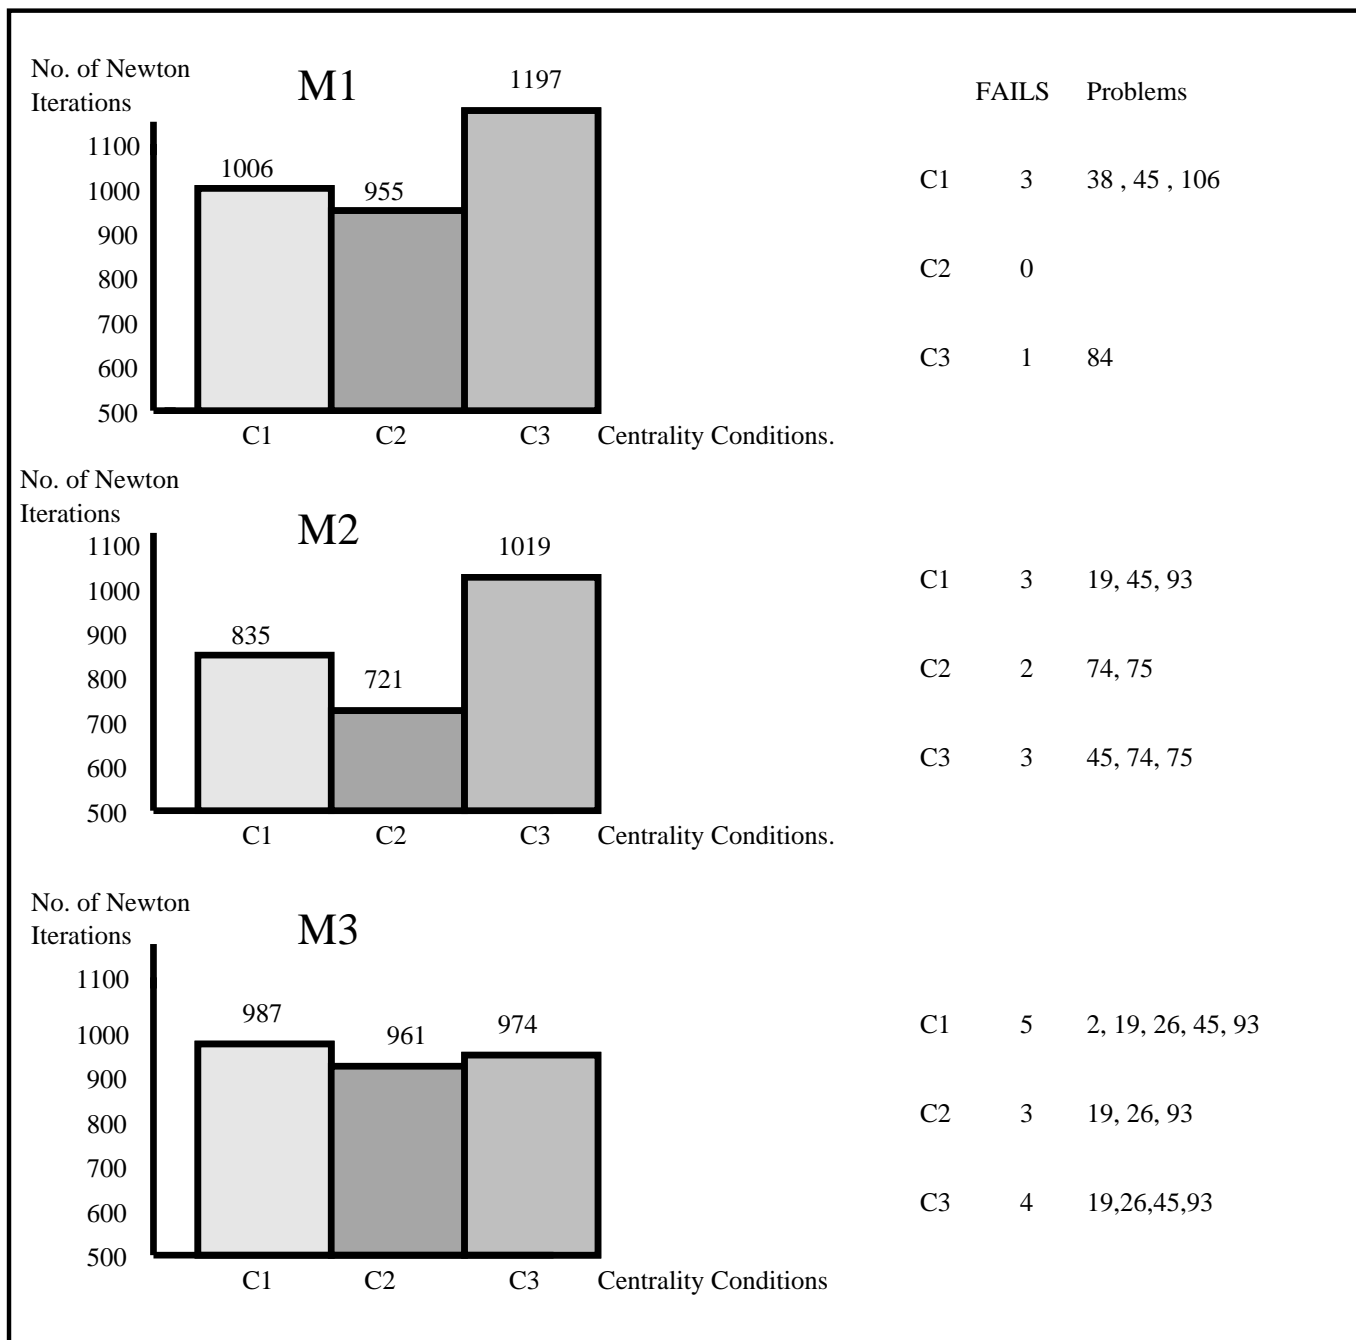 No. of Newton
Iterations
M1
1197
FAILS Problems
1100
1006
1000
955
C1 3 38 , 45 , 106
900
800
C2 0
700
600
C3 1 84
500
C1 C2 C3 Centrality Conditions.
No. of Newton
Iterations
M2
1100
1019
1000
C1 3 19, 45, 93
900
835
800
721
C2 2 74, 75
700
600
C3 3 45, 74, 75
500
C1 C2 C3 Centrality Conditions.
No. of Newton
Iterations
M3
1100
987
961
974
1000
C1 5 2, 19, 26, 45, 93
900
800
C2 3 19, 26, 93
700
600
C3 4 19,26,45,93
500
C1 C2 C3 Centrality Conditions